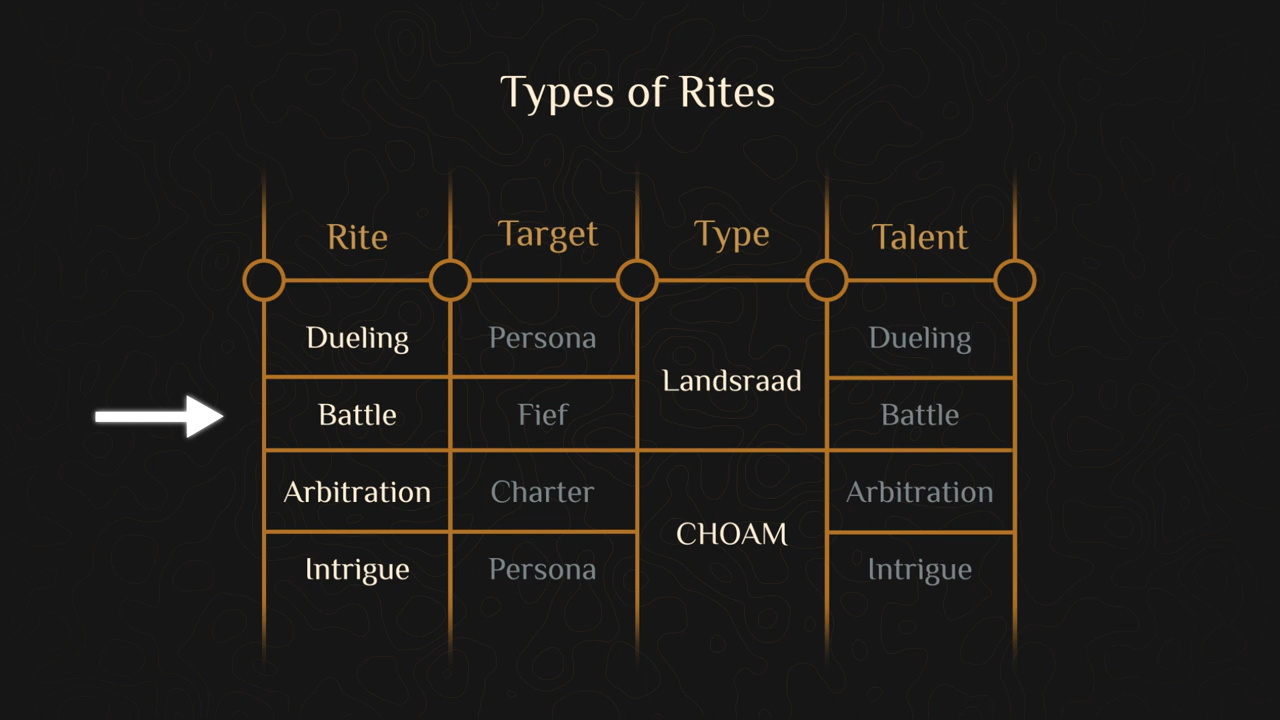 Types of Rites
Rite Target Type Talent
Dueling Persona Landsraad Dueling
Battle Fief Battle
Arbitration Charter CHOAM Arbitration
Intrigue Persona Intrigue